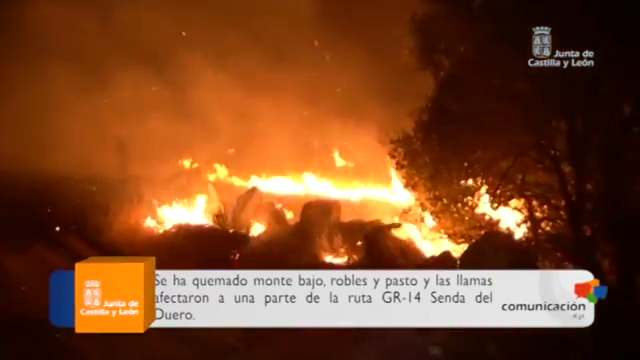 Junta de
Castilla y León
Se ha quemado monte bajo, robles y pasto y las llamas
afectaron a una parte de la ruta GR-14 Senda del
Duero.
Junta de
Castilla y León
comunicación